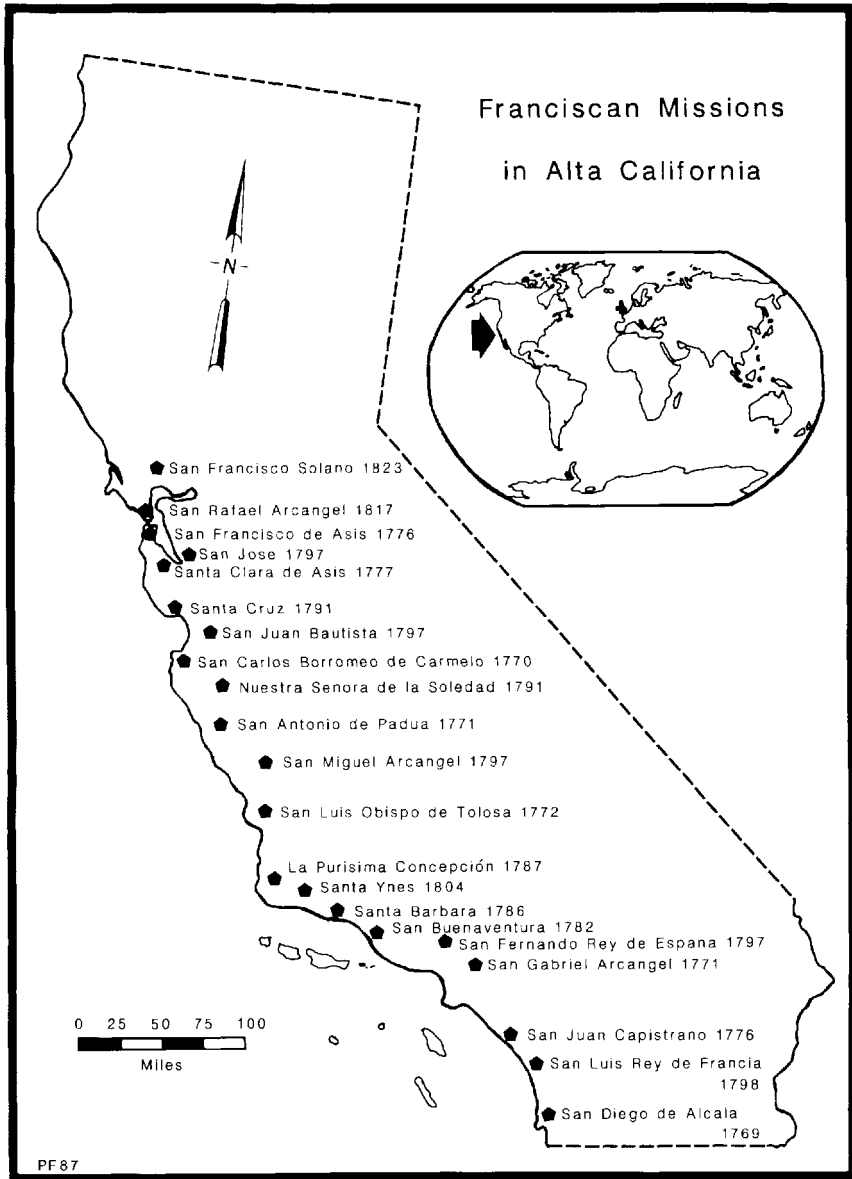 Franciscan Missions
in Alta California
N
San Francisco Solano 1823
San Rafael Arcangel 1817
San Francisco de Asis 1776
San Jose 1797
Santa Clara de Asis 1777
Santa Cruz 1791
San Juan Bautista 1797
San Carlos Borromeo de Carmelo 1770
Nuestra Senora de la Soledad 1791
San Antonio de Padua 1771
San Miguel Arcangel 1797
San Luis Obispo de Tolosa 1772
La Purisima Concepción 1787
Santa Ynes 1804
Santa Barbara 1786
San Buenaventura 1782
San Fernando Rey de Espana 1797
San Gabriel Arcangel 1771
San Juan Capistrano 1776
San Luis Rey de Francia
1798
San Diego de Alcala
1769
0 25 50 75 100
Miles
PF87